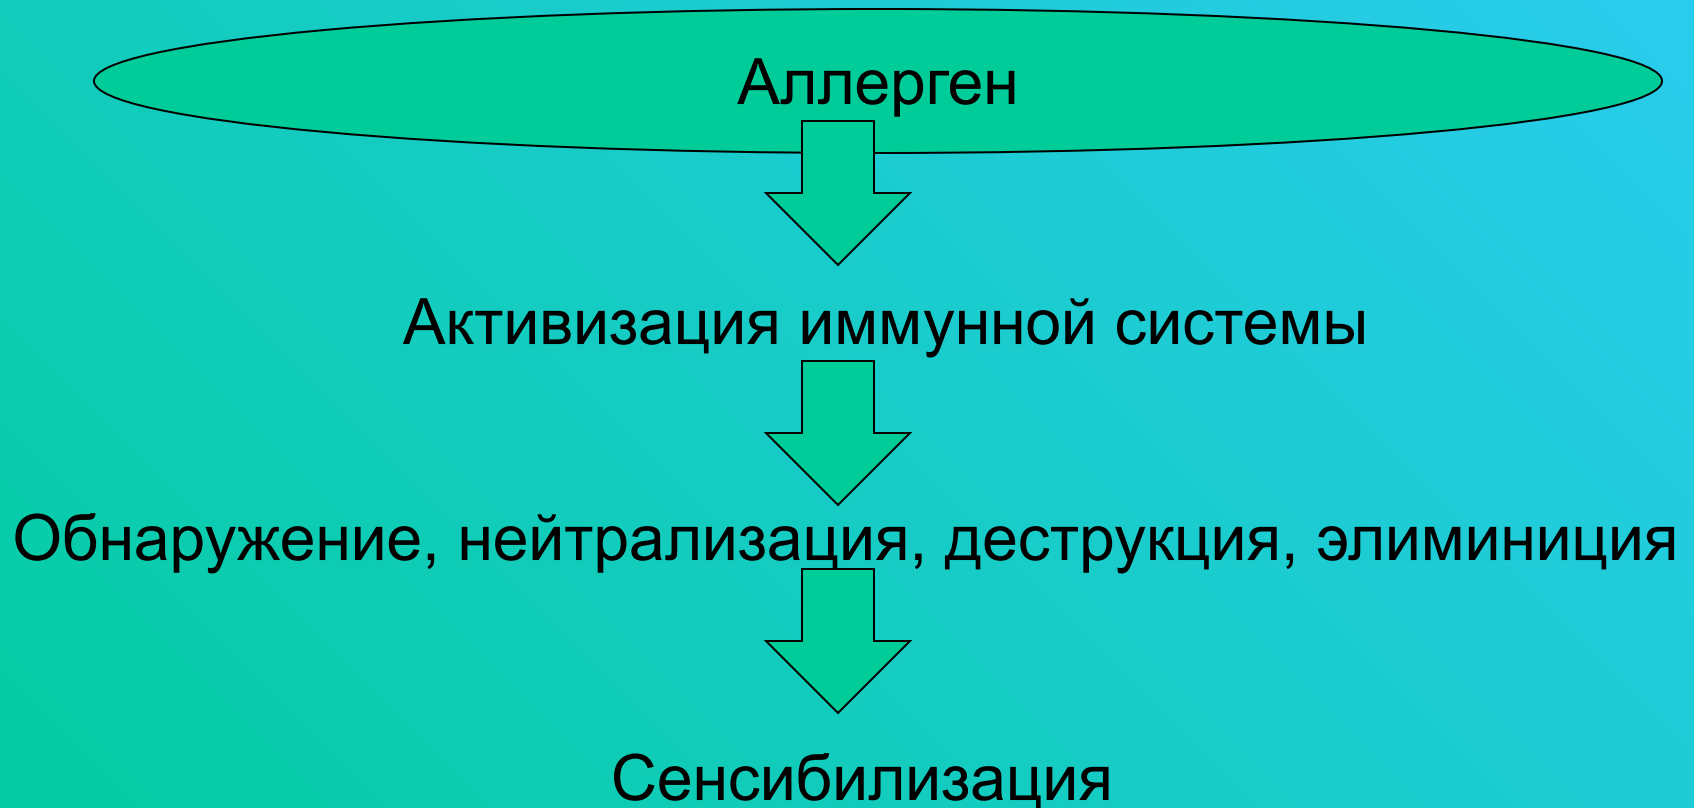 Аллерген
Активизация иммунной системы
Обнаружение, нейтрализация, деструкция, элиминиция
Сенсибилизация